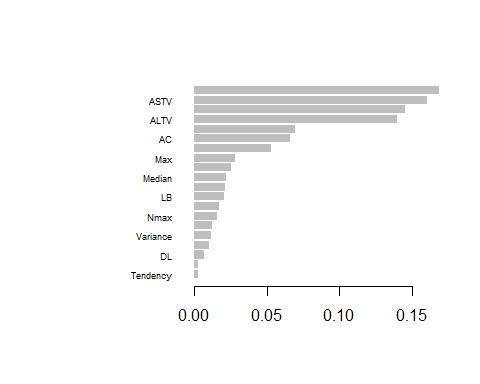 ASTV
ALTV
AC
Max
Median
LB
Nmax
Variance
DL
Tendency
0.00 0.05 0.10 0.15